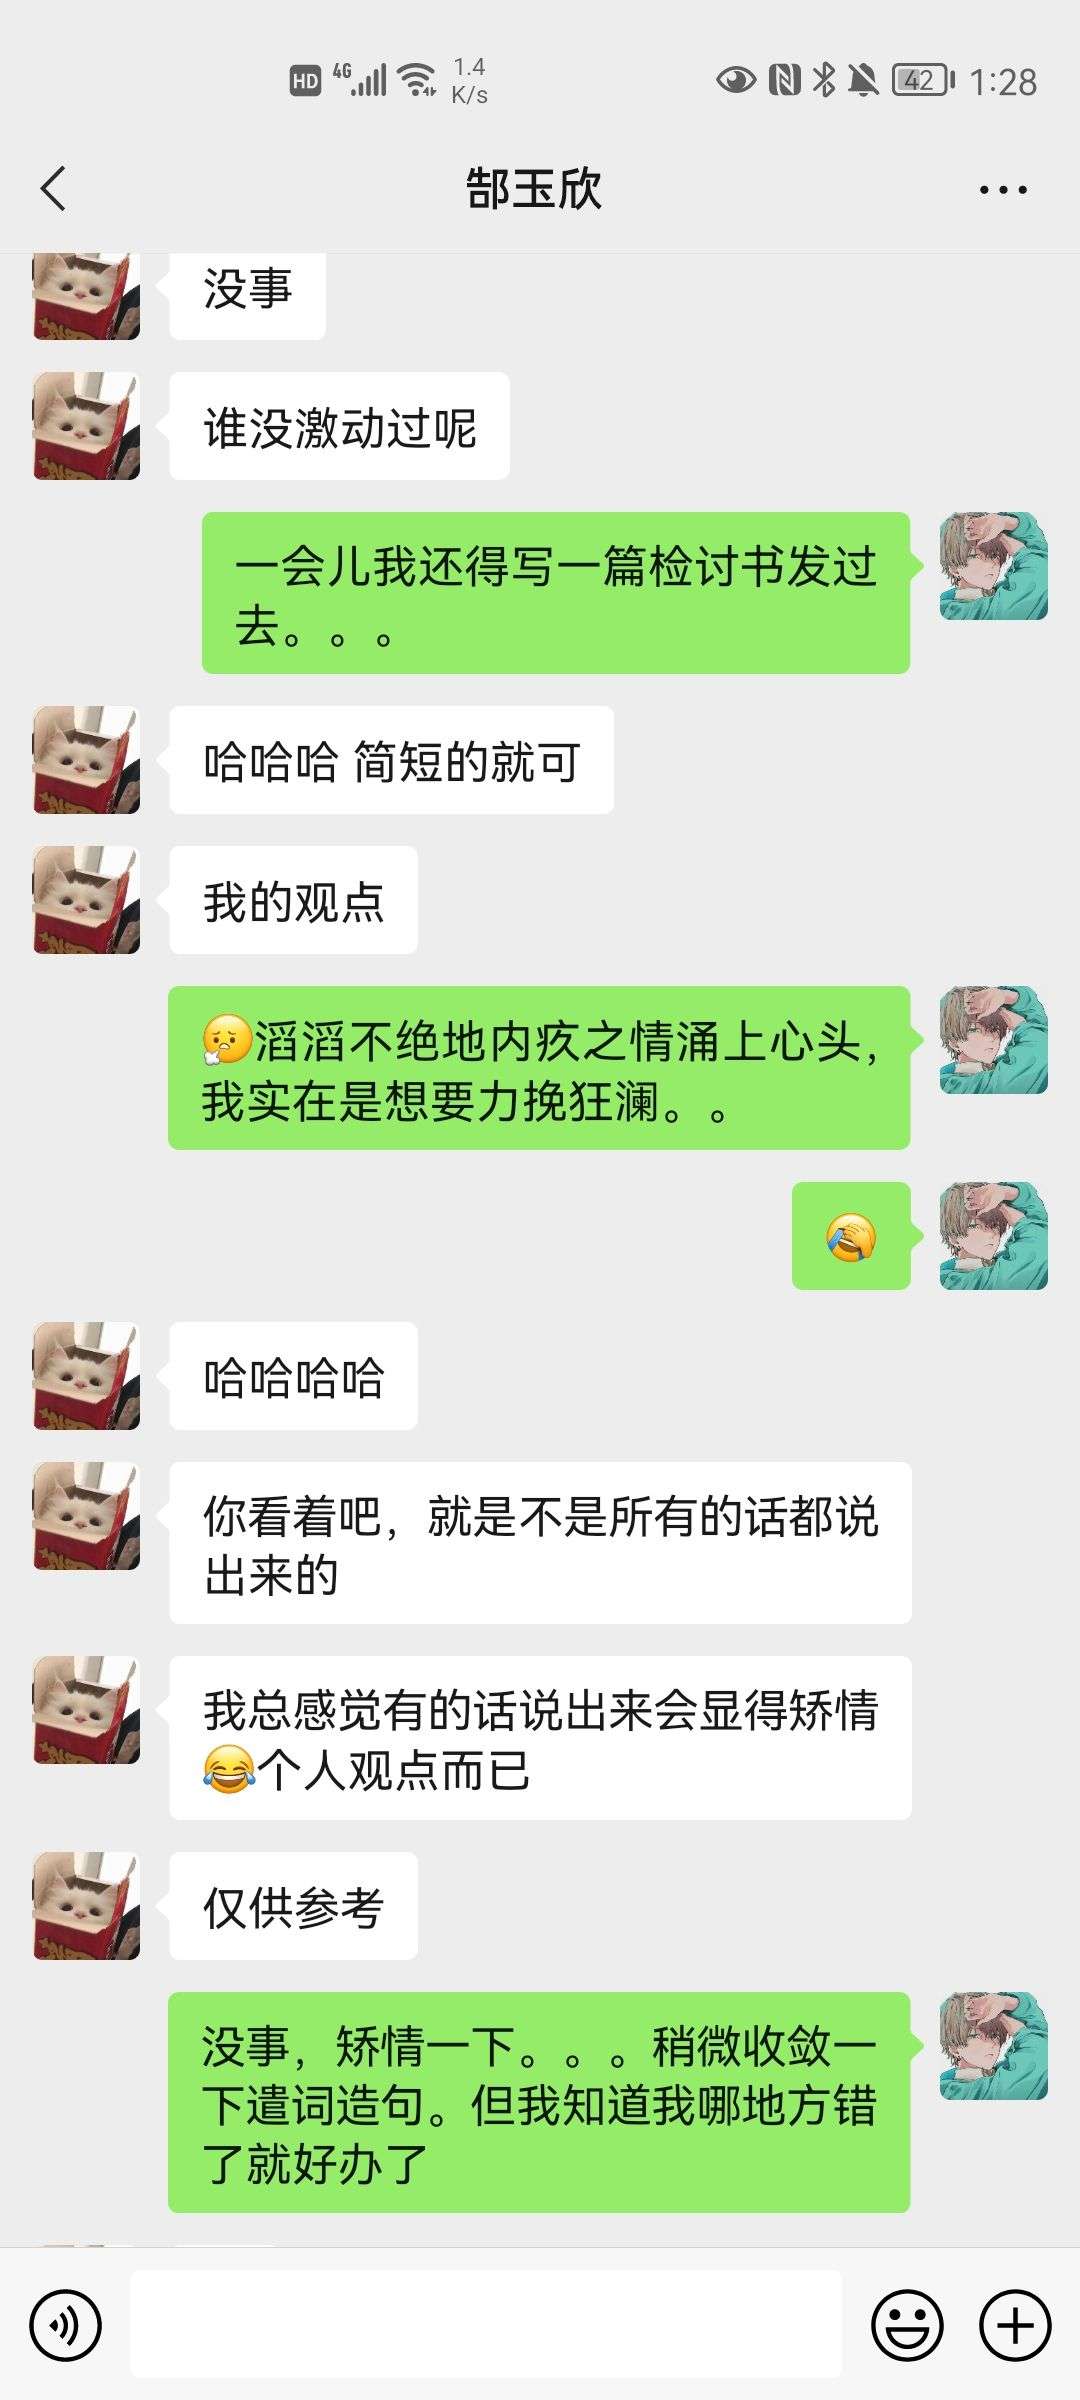 HD 4G 1.4 K/s 42 1:28
郜玉欣
没事
谁没激动过呢
一会儿我还得写一篇检讨书发过
去。。。
哈哈哈 简短的就可
我的观点
😮‍💨滔滔不绝地内疚之情涌上心头，
我实在是想要力挽狂澜。。
哈哈哈哈
你看着吧，就是不是所有的话都说
出来的
我总感觉有的话说出来会显得矫情
😂个人观点而已
仅供参考
没事，矫情一下。。。稍微收敛一
下遣词造句。但我知道我哪地方错
了就好办了